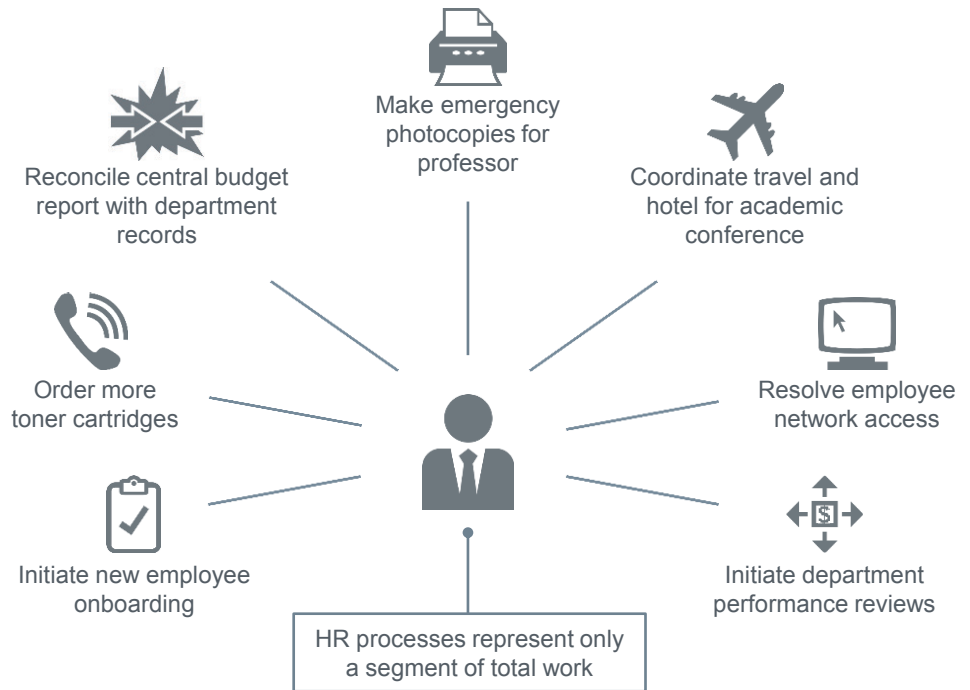 Make emergency
photocopies for
professor
Reconcile central budget
report with department
records
Coordinate travel and
hotel for academic
conference
Order more
toner cartridges
Resolve employee
network access
$
Initiate new employee
onboarding
Initiate department
performance reviews
HR processes represent only
a segment of total work